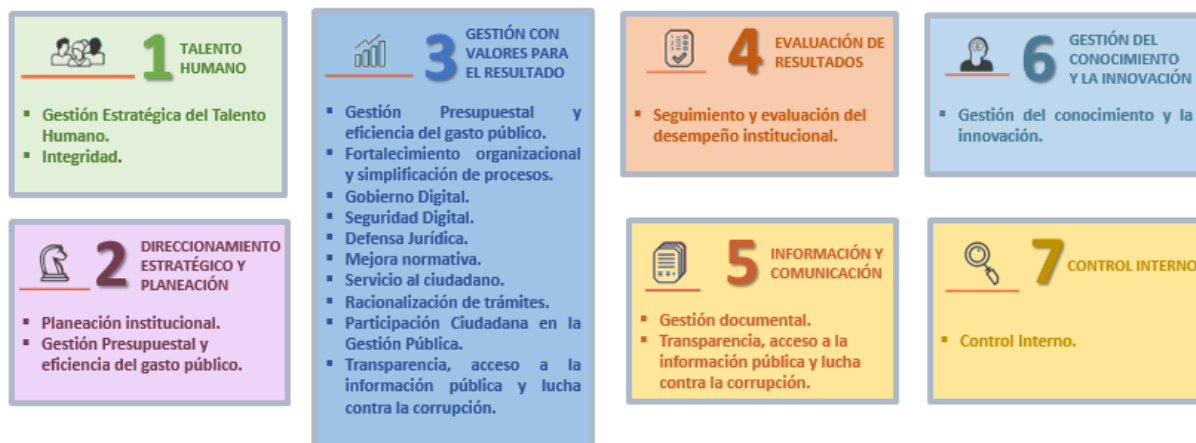 1
TALENTO
HUMANO
▪ Gestión Estratégica del Talento
Humano.
▪ Integridad.
2
DIRECCIONAMIENTO
ESTRATÉGICO Y
PLANEACIÓN
▪ Planeación institucional.
▪ Gestión Presupuestal y
eficiencia del gasto público.
3
GESTIÓN CON
VALORES PARA
EL RESULTADO
▪ Gestión Presupuestal y
eficiencia del gasto público.
▪ Fortalecimiento organizacional
y simplificación de procesos.
▪ Gobierno Digital.
▪ Seguridad Digital.
▪ Defensa Jurídica.
▪ Mejora normativa.
▪ Servicio al ciudadano.
▪ Racionalización de trámites.
▪ Participación Ciudadana en la
Gestión Pública.
▪ Transparencia, acceso a la
información pública y lucha
contra la corrupción.
4
EVALUACIÓN DE
RESULTADOS
▪ Seguimiento y evaluación del
desempeño institucional.
5
INFORMACIÓN Y
COMUNICACIÓN
▪ Gestión documental.
▪ Transparencia, acceso a la
información pública y lucha
contra la corrupción.
6
GESTIÓN DEL
CONOCIMIENTO
Y LA INNOVACIÓN
▪ Gestión del conocimiento y la
innovación.
7
CONTROL INTERNO
▪ Control Interno.